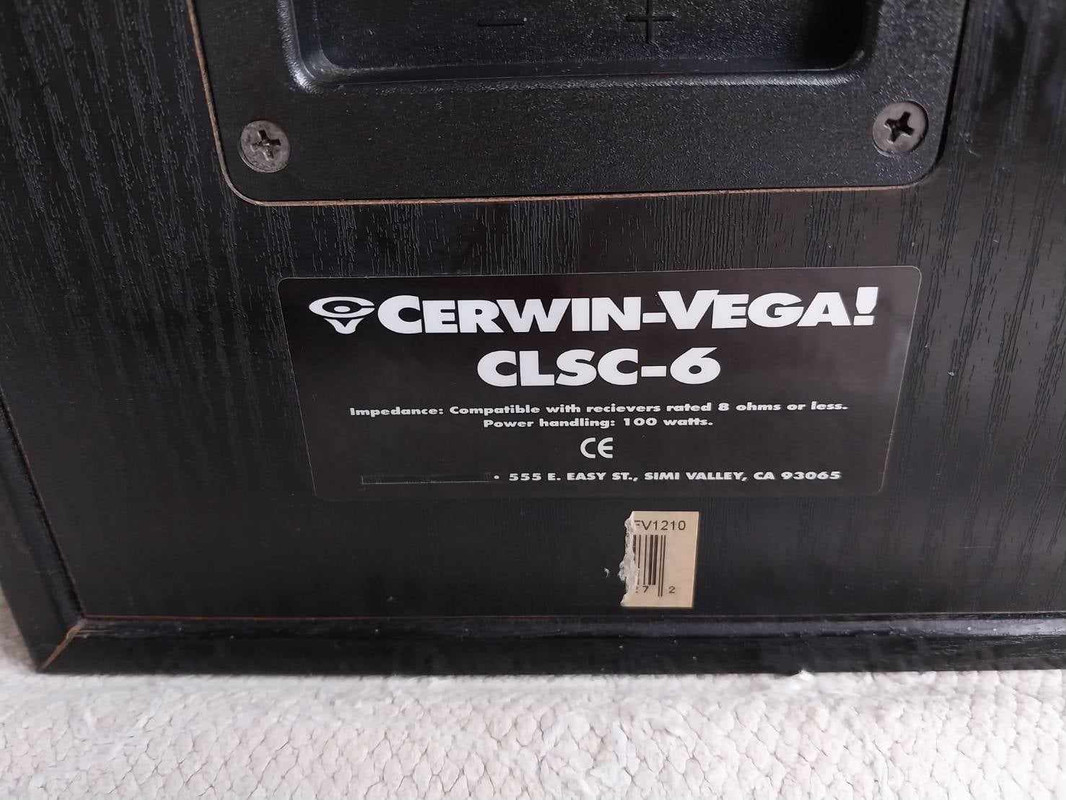 - +
CERWIN-VEGA!
CLSC-6
Impedance: Compatible with recievers rated 8 ohms or less.
Power handling: 100 watts.
CE
• 555 E. EASY ST., SIMI VALLEY, CA 93065
FV1210
2